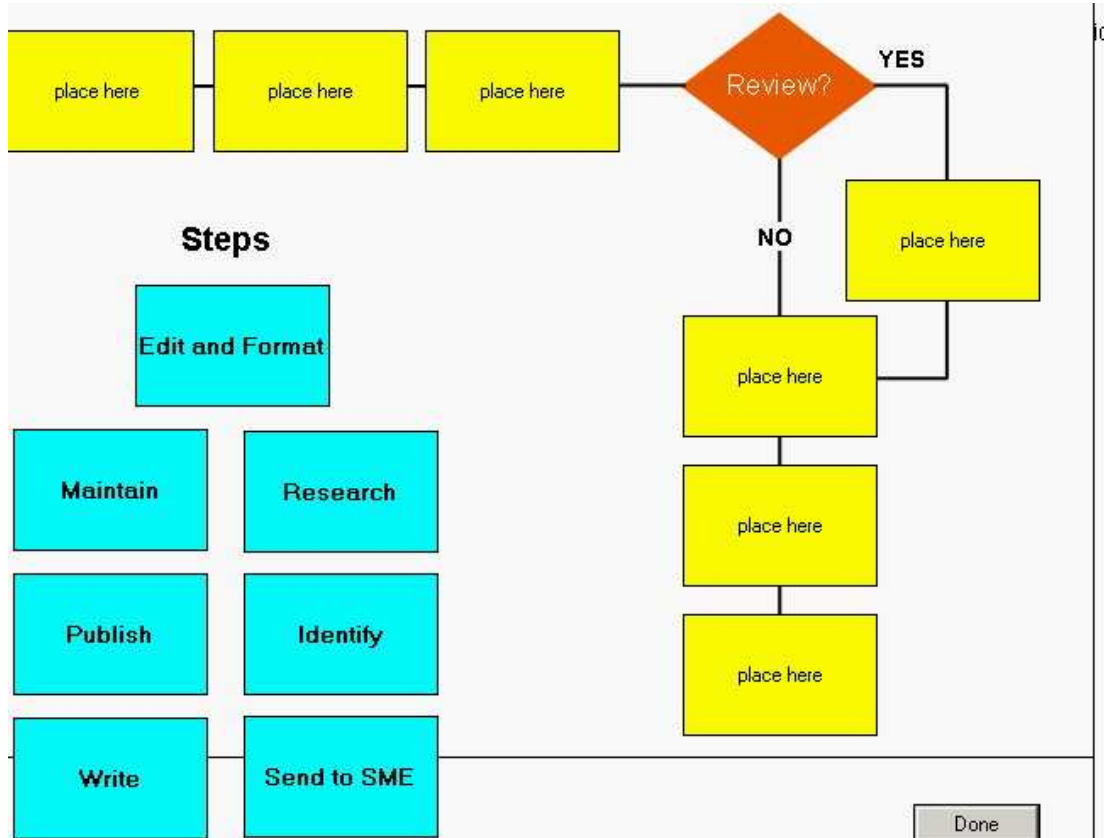 place here
place here
place here
Review?
YES
NO
place here
Steps
Edit and Format
place here
Maintain
Research
place here
Publish
Identify
place here
Write
Send to SME
Done